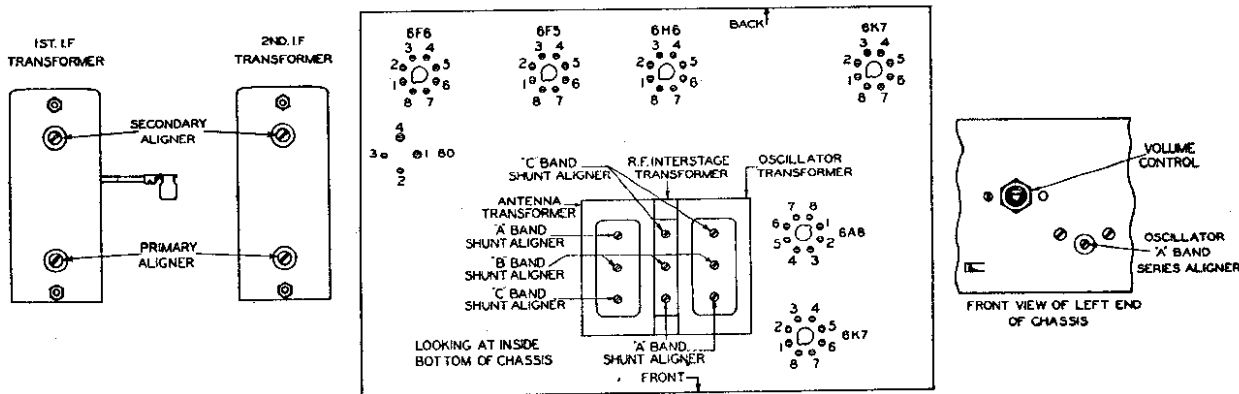 1ST. I.F
TRANSFORMER
2ND. I.F
TRANSFORMER
SECONDARY
ALIGNER
PRIMARY
ALIGNER
BACK
6F6
3 4
2 5
1 6
8 7
6F5
3 4
2 5
1 6
8 7
6H6
3 4
2 5
1 6
8 7
6K7
3 4
2 5
1 6
8 7
4
3 1 80
2
"C" BAND
SHUNT ALIGNER
R.F. INTERSTAGE
TRANSFORMER
OSCILLATOR
TRANSFORMER
ANTENNA
TRANSFORMER
"A" BAND
SHUNT ALIGNER
"B" BAND
SHUNT ALIGNER
"C" BAND
SHUNT ALIGNER
7 8
6 1
5 2
4 3
6A8
3 4
2 5
1 6
8 7
6K7
LOOKING AT INSIDE
BOTTOM OF CHASSIS
"A" BAND
SHUNT ALIGNER
FRONT
VOLUME
CONTROL
OSCILLATOR
"A" BAND
SERIES ALIGNER
FRONT VIEW OF LEFT END
OF CHASSIS